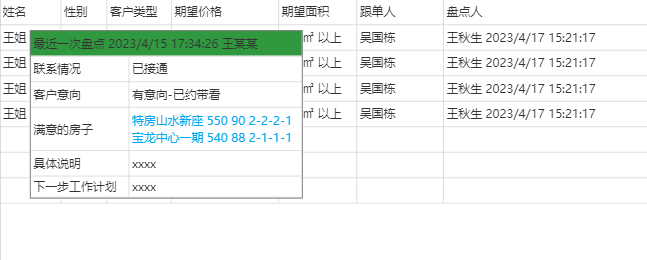 姓名 性别 客户类型 期望价格 期望面积 跟单人 盘点人
王姐 ㎡ 以上 吴国栋 王秋生 2023/4/17 15:21:17
最近一次盘点 2023/4/15 17:34:26 王某某
王姐 ㎡ 以上 吴国栋 王秋生 2023/4/17 15:21:17
联系情况 已接通
王姐 ㎡ 以上 吴国栋 王秋生 2023/4/17 15:21:17
客户意向 有意向-已约带看
王姐 ㎡ 以上 吴国栋 王秋生 2023/4/17 15:21:17
满意的房子 特房山水新座 550 90 2-2-2-1
宝龙中心一期 540 88 2-1-1-1
具体说明 xxxx
下一步工作计划 xxxx